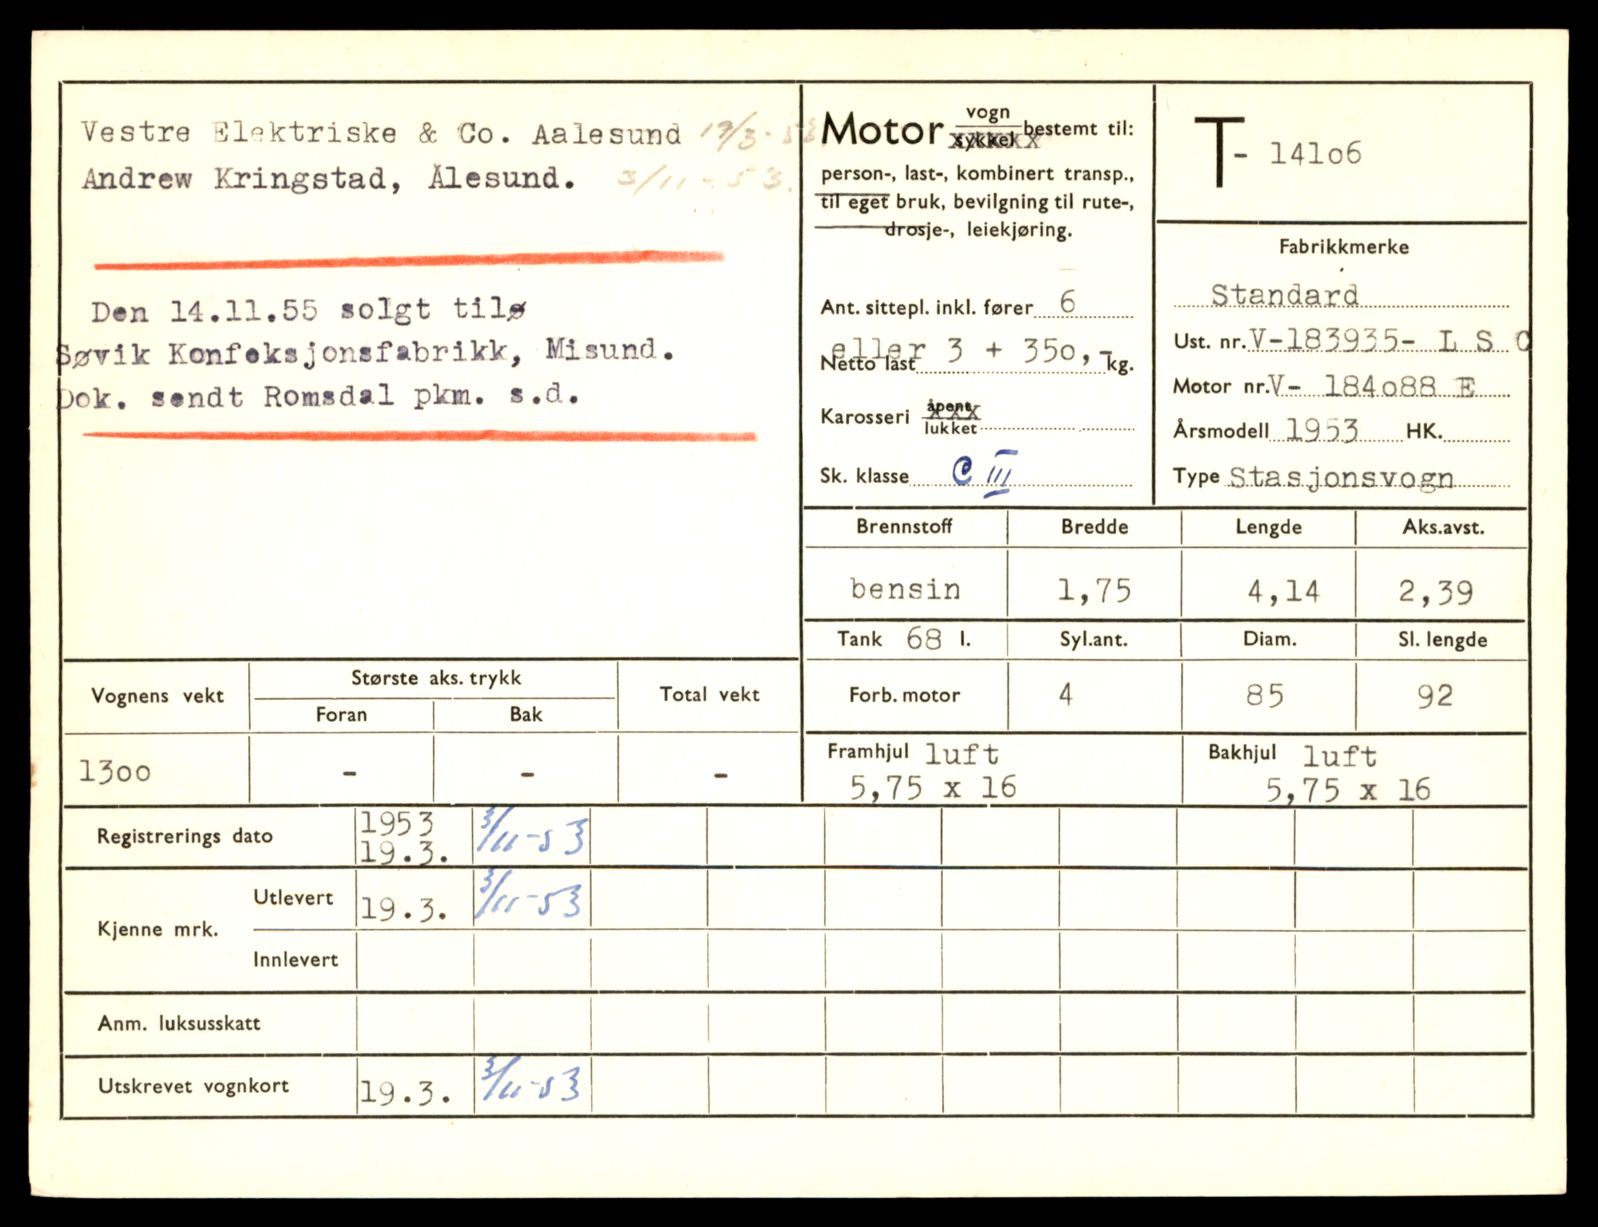 Vestre Elektriske & Co. Aalesund 19/3-53
Andrew Kringstad, Ålesund. 3/11-53.
Den 14.11.55 solgt tilø
Søvik Konfeksjonsfabrikk, Misund.
Dok. sendt Romsdal pkm. s.d.
Motor vogn sykkel bestemt til:
person-, last-, kombinert transp.,
til eget bruk, bevilgning til rute-,
drosje-, leiekjøring.
Ant. sittepl. inkl. fører 6
eller 3 + 35o,-
Netto last kg.
Karosseri åpent xxx
lukket
Sk. klasse C III
T- 141o6
Fabrikkmerke
Standard
Ust. nr. V-183935- L S C
Motor nr. V- 184o88 E
Årsmodell 1953 HK.
Type Stasjonsvogn
Brennstoff Bredde Lengde Aks.avst.
bensin 1,75 4,14 2,39
Tank 68 l. Syl.ant. Diam. Sl. lengde
Forb. motor 4 85 92
Framhjul luft Bakhjul luft
5,75 x 16 5,75 x 16
Vognens vekt Største aks. trykk Total vekt
Foran Bak
13oo - - -
Registrerings dato 1953 3/11-53
19.3.
Kjenne mrk. Utlevert 19.3. 3/11-53
Innlevert
Anm. luksusskatt
Utskrevet vognkort 19.3. 3/11-53